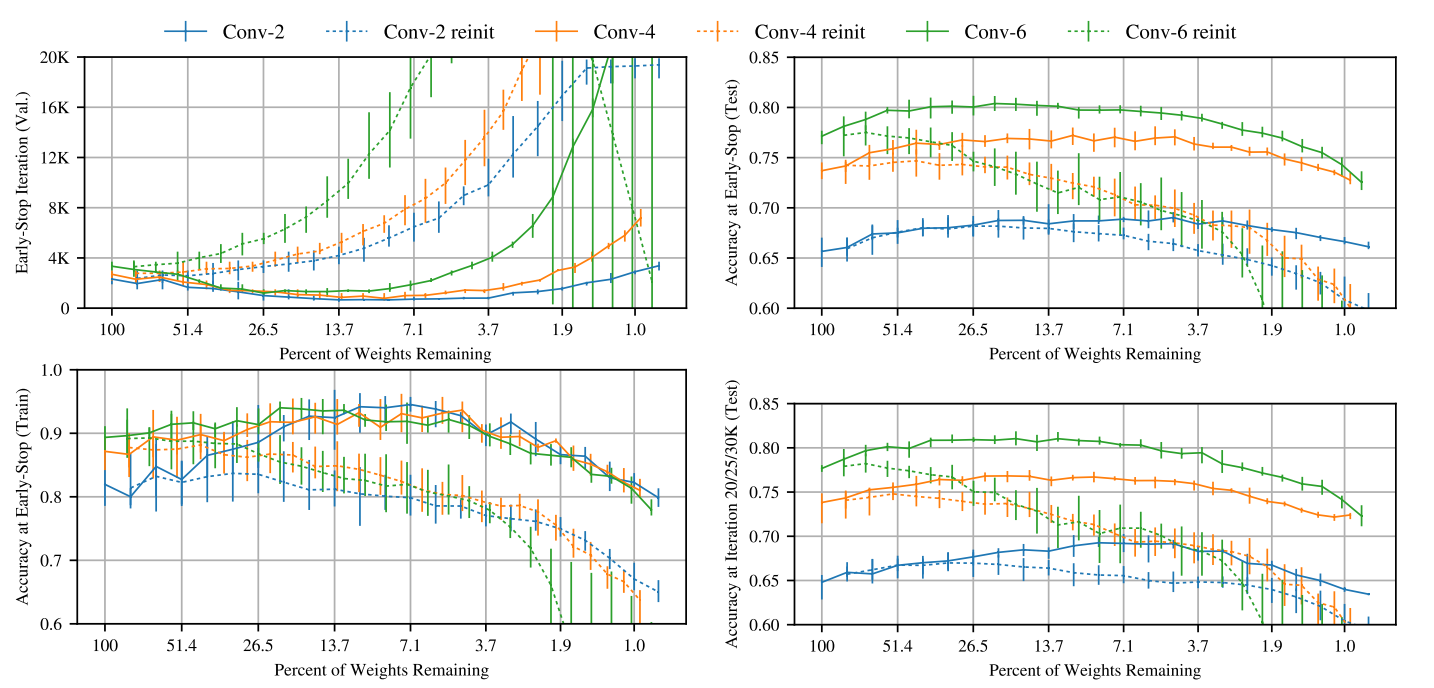 Conv-2 Conv-2 reinit Conv-4 Conv-4 reinit Conv-6 Conv-6 reinit
Early-Stop Iteration (Val.)
20K
16K
12K
8K
4K
0
100 51.4 26.5 13.7 7.1 3.7 1.9 1.0
Percent of Weights Remaining
Accuracy at Early-Stop (Test)
0.85
0.80
0.75
0.70
0.65
0.60
100 51.4 26.5 13.7 7.1 3.7 1.9 1.0
Percent of Weights Remaining
Accuracy at Early-Stop (Train)
1.0
0.9
0.8
0.7
0.6
100 51.4 26.5 13.7 7.1 3.7 1.9 1.0
Percent of Weights Remaining
Accuracy at Iteration 20/25/30K (Test)
0.85
0.80
0.75
0.70
0.65
0.60
100 51.4 26.5 13.7 7.1 3.7 1.9 1.0
Percent of Weights Remaining